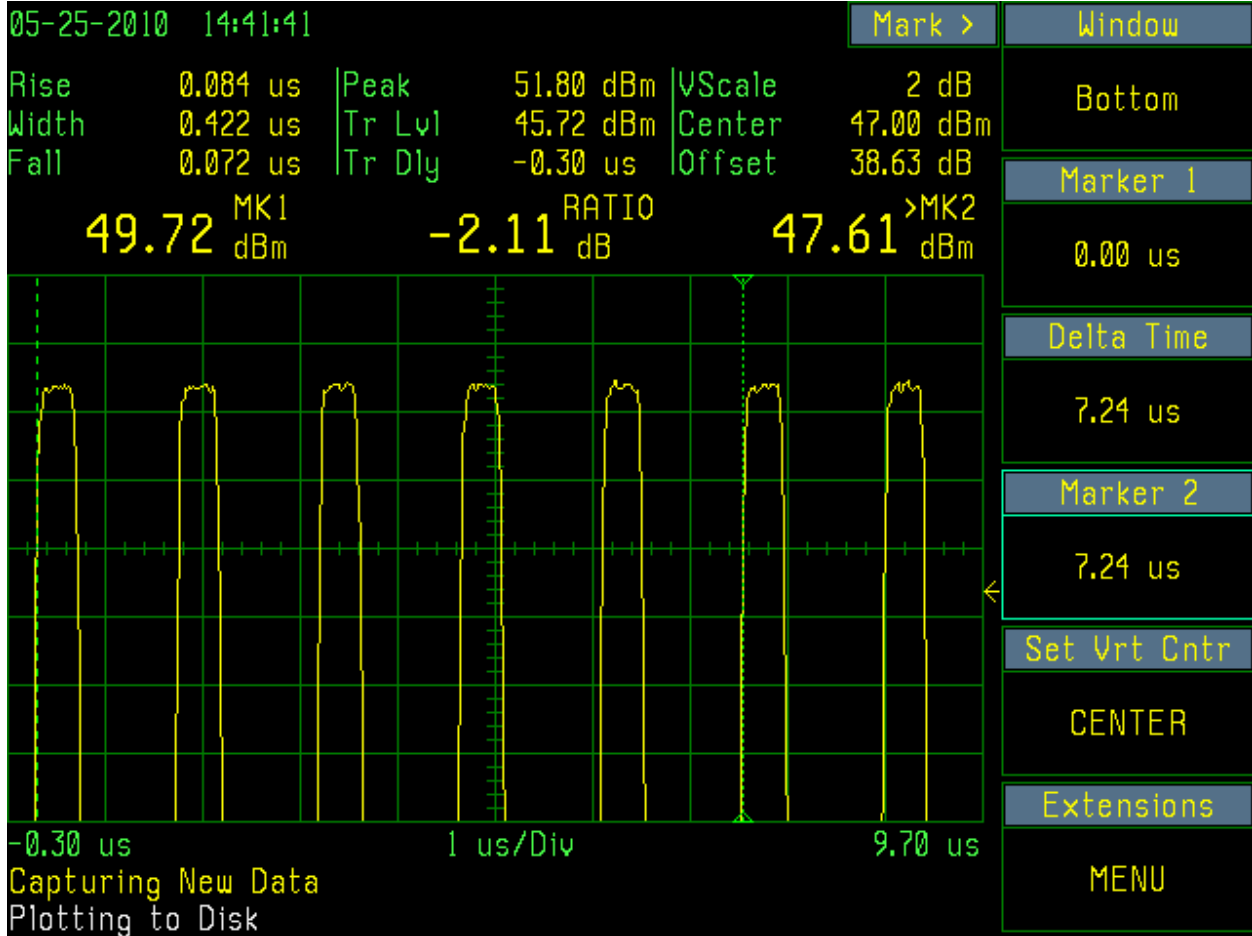 05-25-2010 14:41:41 Mark > Window
Rise 0.084 us Peak 51.80 dBm VScale 2 dB
Bottom
Width 0.422 us Tr Lvl 45.72 dBm Center 47.00 dBm
Fall 0.072 us Tr Dly -0.30 us Offset 38.63 dB
Marker 1
49.72 MK1 dBm -2.11 RATIO dB 47.61 >MK2 dBm
0.00 us
Delta Time
7.24 us
Marker 2
7.24 us
Set Vrt Cntr
CENTER
Extensions
-0.30 us 1 us/Div 9.70 us
Capturing New Data
MENU
Plotting to Disk